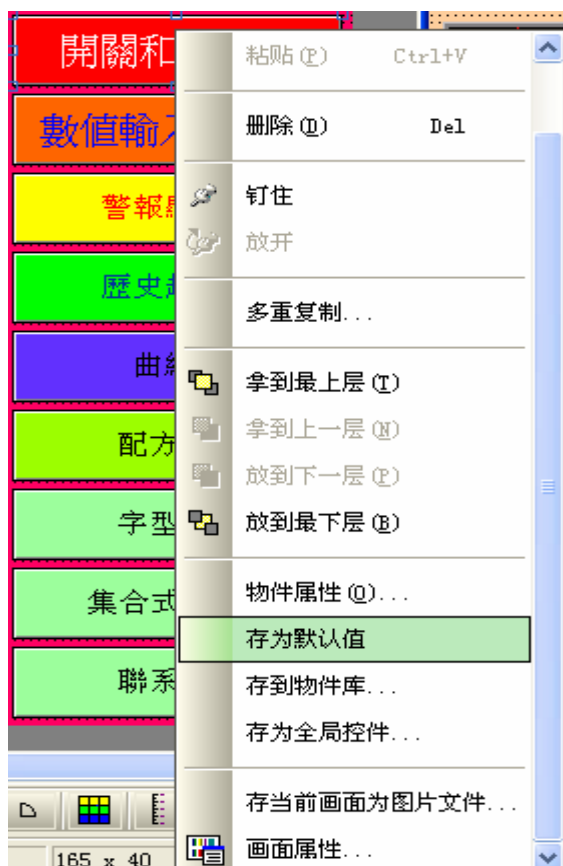 開關和
數值輸入
警報
歷史
曲
配方
字型
集合式
聯系
粘贴(P) Ctrl+V
删除(D) Del
钉住
放开
多重复制...
拿到最上层(T)
拿到上一层(N)
放到下一层(P)
放到最下层(B)
物件属性(O)...
存为默认值
存到物件库...
存为全局控件...
存当前画面为图片文件...
画面属性...
165 x 40